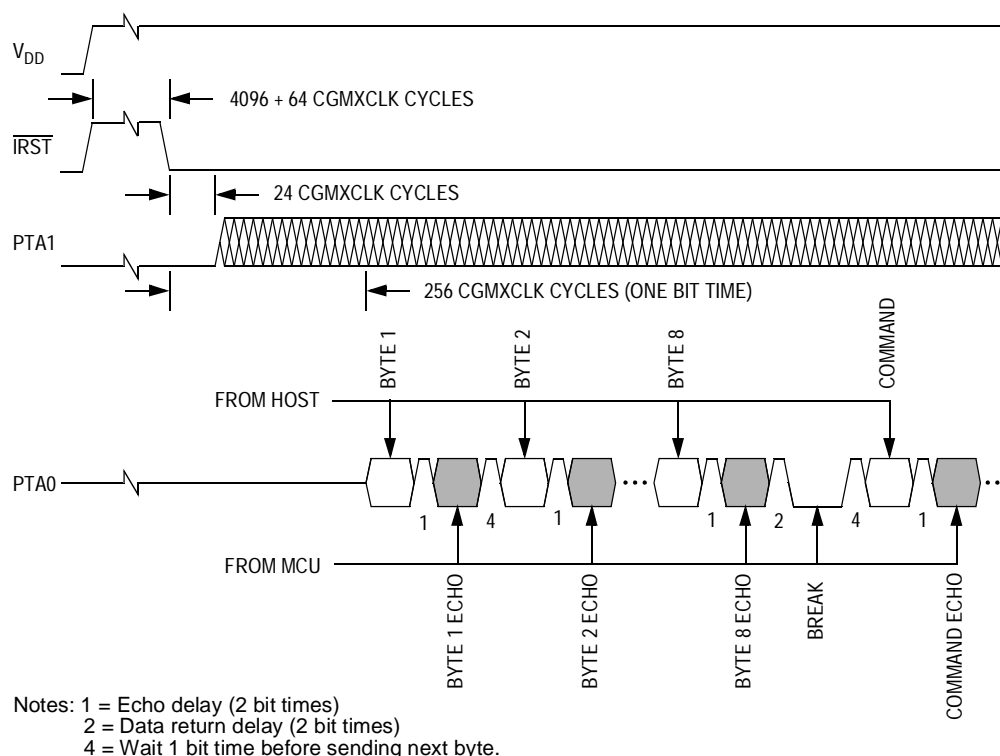 VDD
4096 + 64 CGMXCLK CYCLES
IRST
24 CGMXCLK CYCLES
PTA1
256 CGMXCLK CYCLES (ONE BIT TIME)
BYTE 1
BYTE 2
BYTE 8
COMMAND
FROM HOST
PTA0
1
4
1
1
2
4
1
FROM MCU
BYTE 1 ECHO
BYTE 2 ECHO
BYTE 8 ECHO
BREAK
COMMAND ECHO
Notes: 1 = Echo delay (2 bit times)
2 = Data return delay (2 bit times)
4 = Wait 1 bit time before sending next byte.